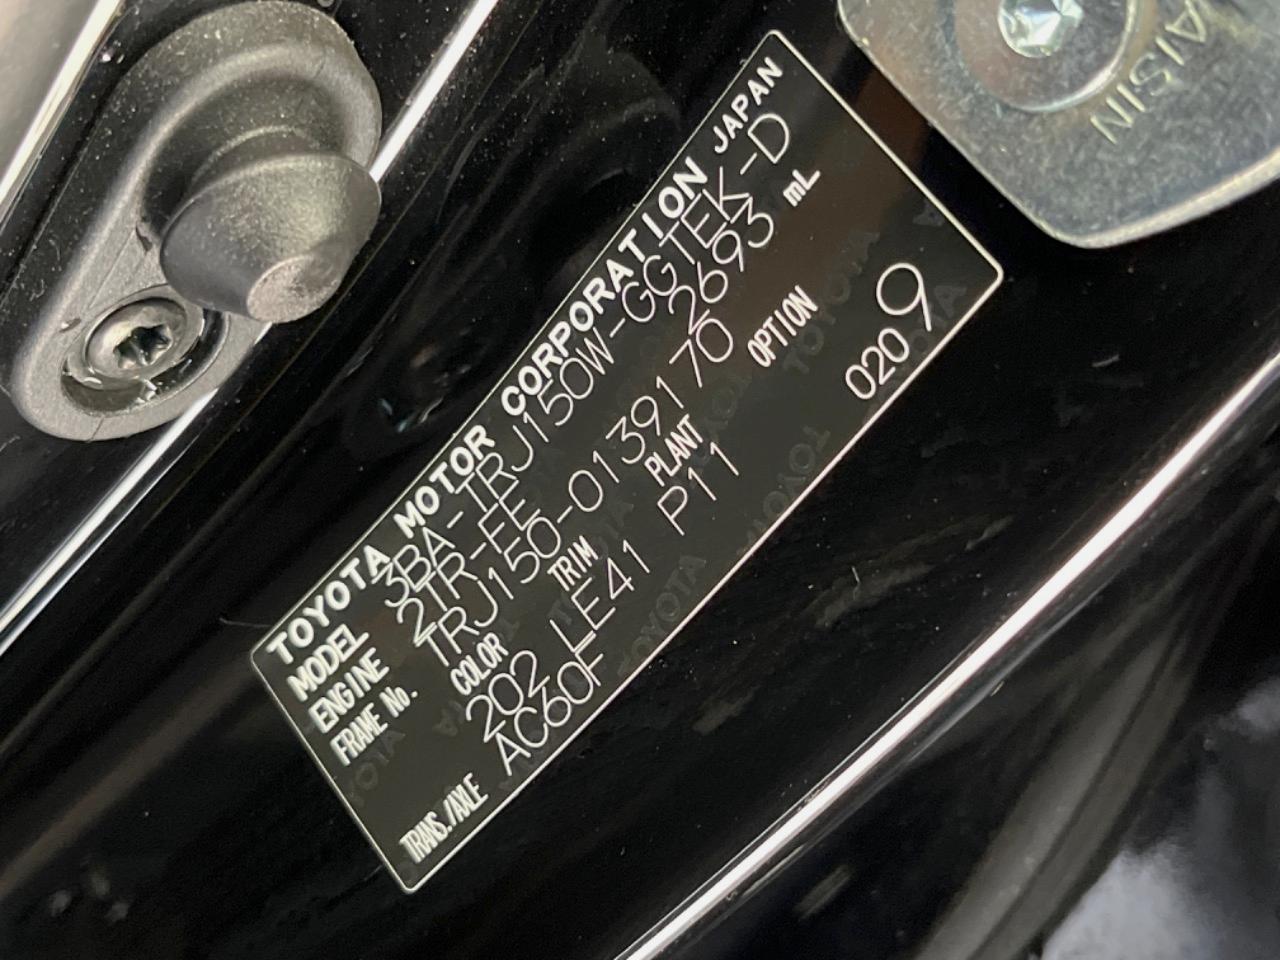 TOYOTA MOTOR CORPORATION JAPAN
MODEL 3BA-TRJ150W-GGTEK-D
ENGINE 2TR-FE 2693 mL
FRAME No. TRJ150-0139170
COLOR TRIM PLANT OPTION
202 LE41 P11 0209
TRANS./AXLE AC60F
AISIN